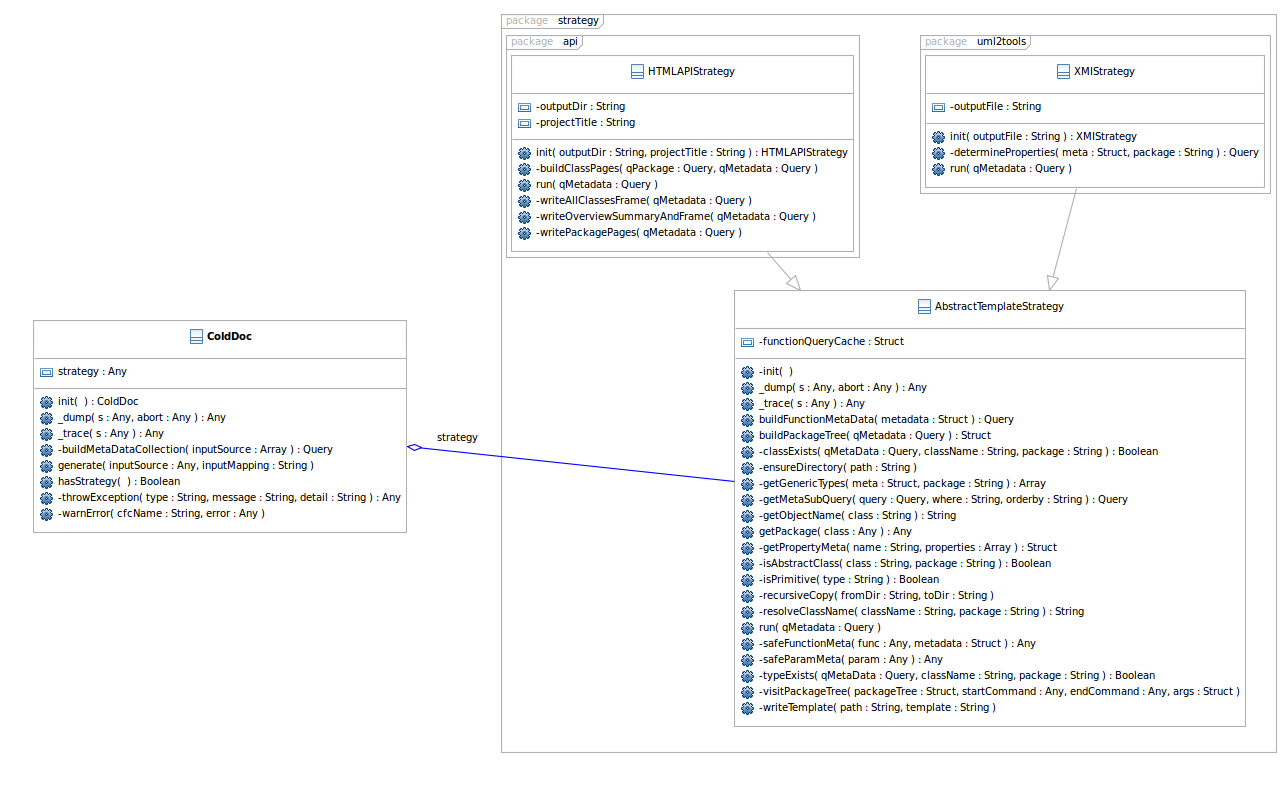 package strategy
package api
HTMLAPIStrategy
-outputDir : String
-projectTitle : String
init( outputDir : String, projectTitle : String ) : HTMLAPIStrategy
-buildClassPages( qPackage : Query, qMetadata : Query )
run( qMetadata : Query )
-writeAllClassesFrame( qMetadata : Query )
-writeOverviewSummaryAndFrame( qMetadata : Query )
-writePackagePages( qMetadata : Query )
package uml2tools
XMIStrategy
-outputFile : String
init( outputFile : String ) : XMIStrategy
-determineProperties( meta : Struct, package : String ) : Query
run( qMetadata : Query )
ColdDoc
strategy : Any
init(  ) : ColdDoc
_dump( s : Any, abort : Any ) : Any
_trace( s : Any ) : Any
-buildMetaDataCollection( inputSource : Array ) : Query
generate( inputSource : Any, inputMapping : String )
hasStrategy(  ) : Boolean
-throwException( type : String, message : String, detail : String ) : Any
-warnError( cfcName : String, error : Any )
strategy
AbstractTemplateStrategy
-functionQueryCache : Struct
-init(  )
_dump( s : Any, abort : Any ) : Any
_trace( s : Any ) : Any
buildFunctionMetaData( metadata : Struct ) : Query
buildPackageTree( qMetadata : Query ) : Struct
-classExists( qMetaData : Query, className : String, package : String ) : Boolean
-ensureDirectory( path : String )
-getGenericTypes( meta : Struct, package : String ) : Array
-getMetaSubQuery( query : Query, where : String, orderby : String ) : Query
-getObjectName( class : String ) : String
getPackage( class : Any ) : Any
-getPropertyMeta( name : String, properties : Array ) : Struct
-isAbstractClass( class : String, package : String ) : Boolean
-isPrimitive( type : String ) : Boolean
-recursiveCopy( fromDir : String, toDir : String )
-resolveClassName( className : String, package : String ) : String
run( qMetadata : Query )
-safeFunctionMeta( func : Any, metadata : Struct ) : Any
-safeParamMeta( param : Any ) : Any
-typeExists( qMetaData : Query, className : String, package : String ) : Boolean
-visitPackageTree( packageTree : Struct, startCommand : Any, endCommand : Any, args : Struct )
-writeTemplate( path : String, template : String )